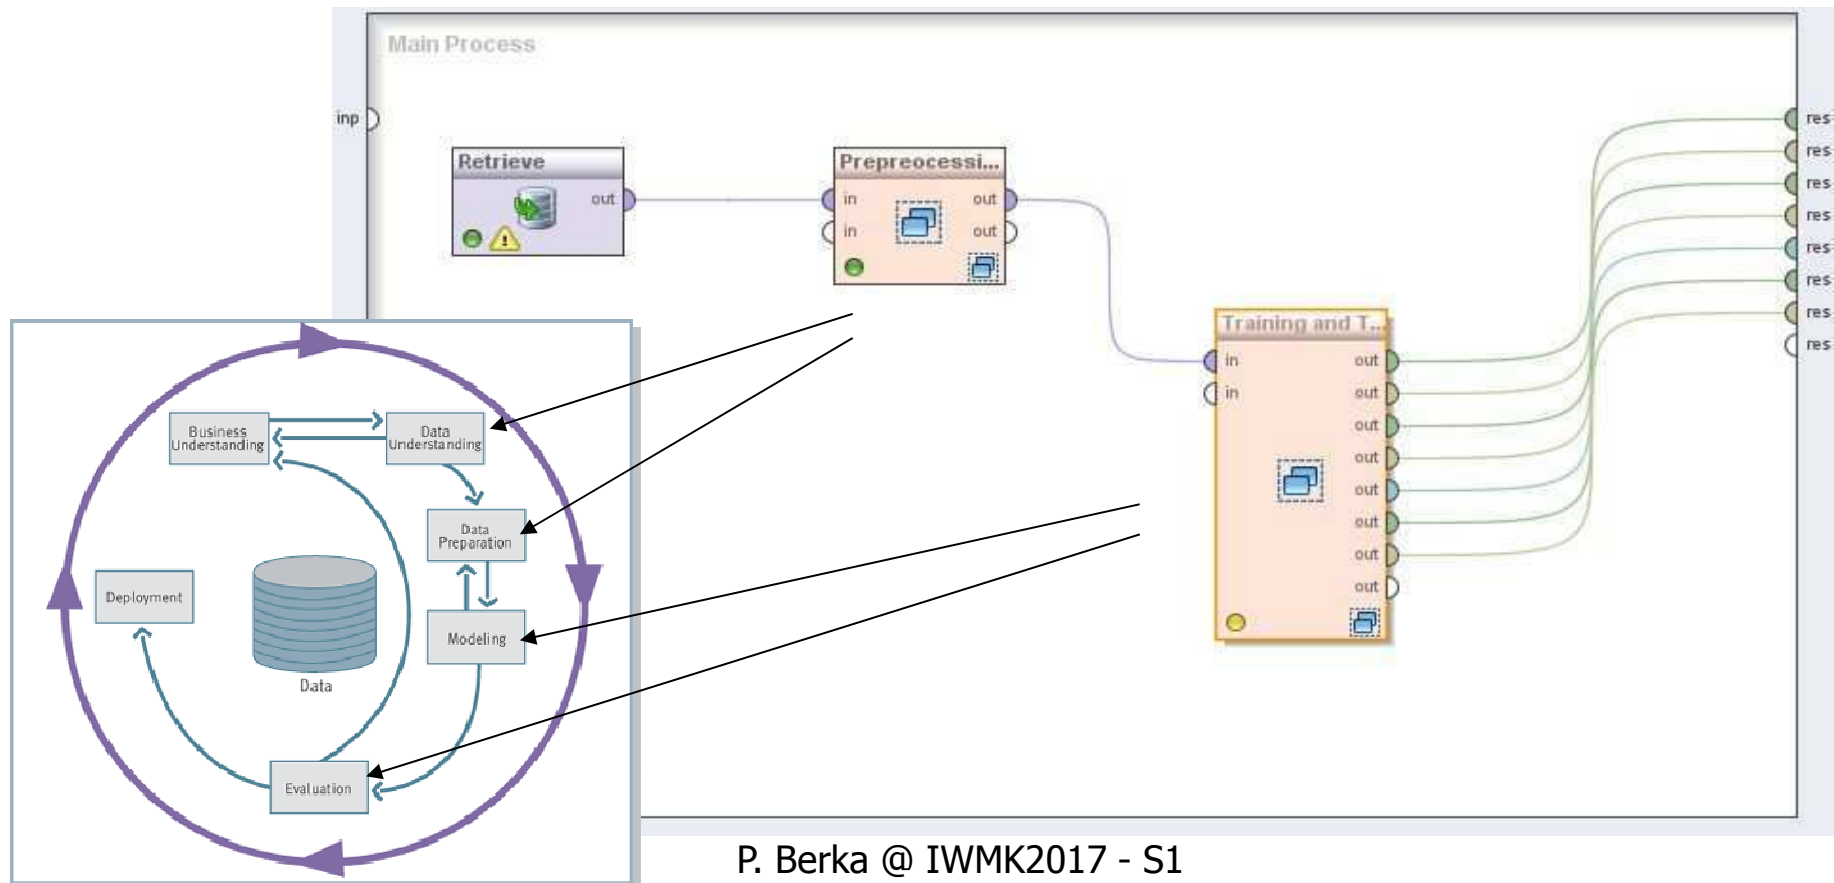 Main Process
inp
Retrieve
out
Prepreocessi...
in
out
in
out
Training and T...
in
out
in
out
out
out
out
out
out
out
res
res
res
res
res
res
res
res
Business
Understanding
Data
Understanding
Data
Preparation
Deployment
Modeling
Data
Evaluation
P. Berka @ IWMK2017 - S1